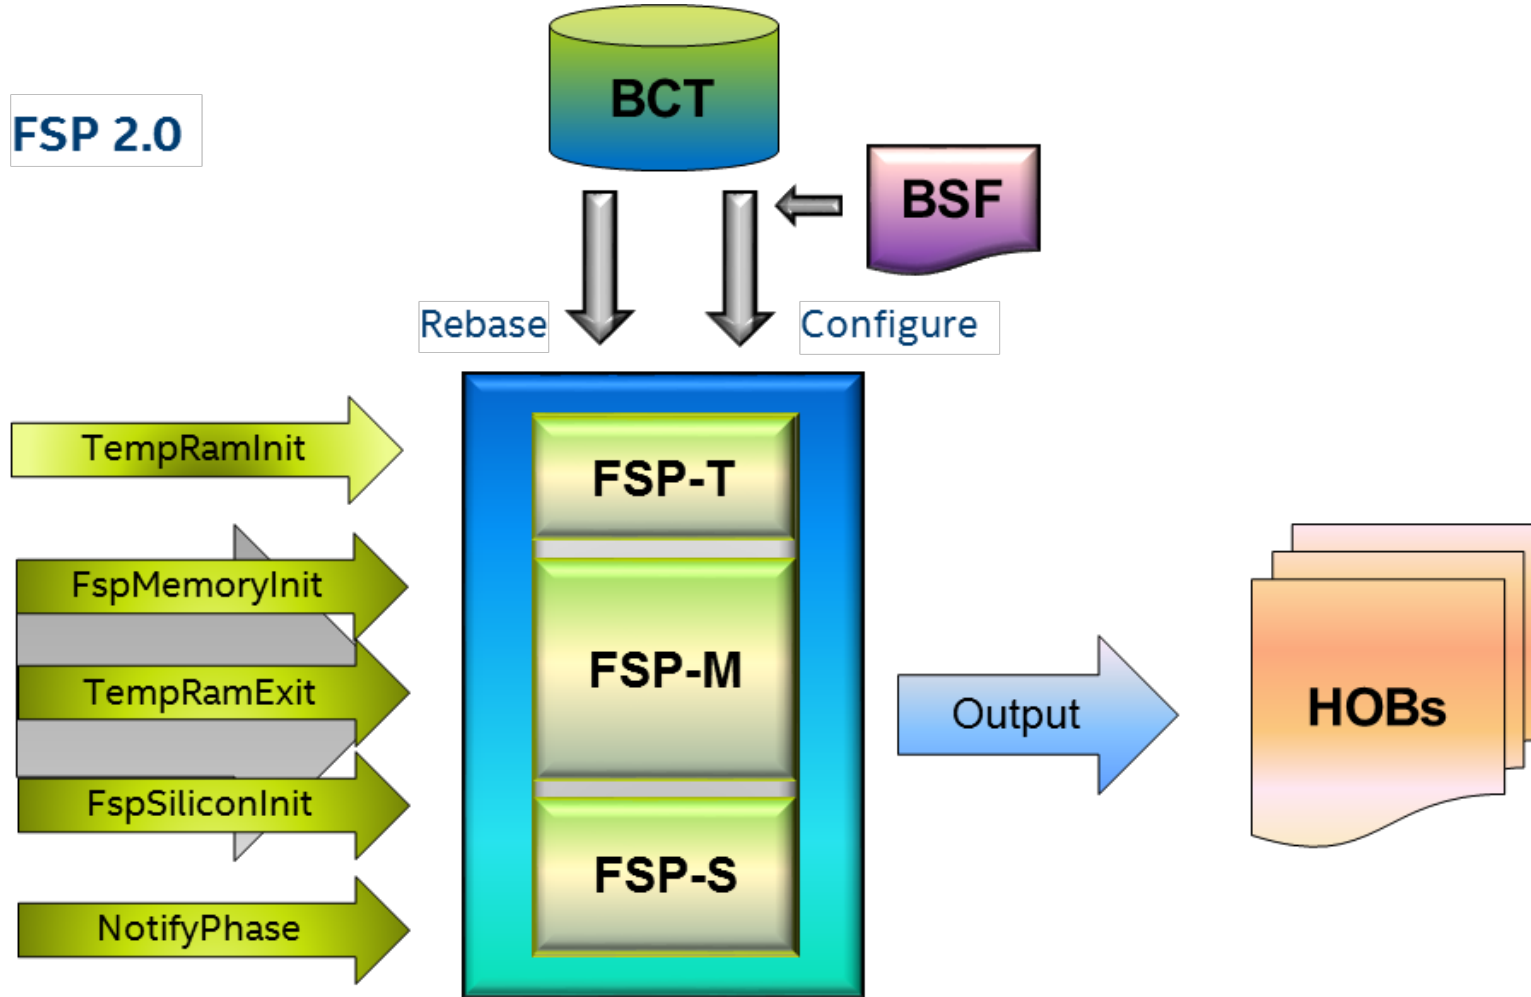 BCT
FSP 2.0
BSF
Rebase
Configure
TempRamInit
FSP-T
FspMemoryInit
FSP-M
TempRamExit
Output
HOBs
FspSiliconInit
FSP-S
NotifyPhase